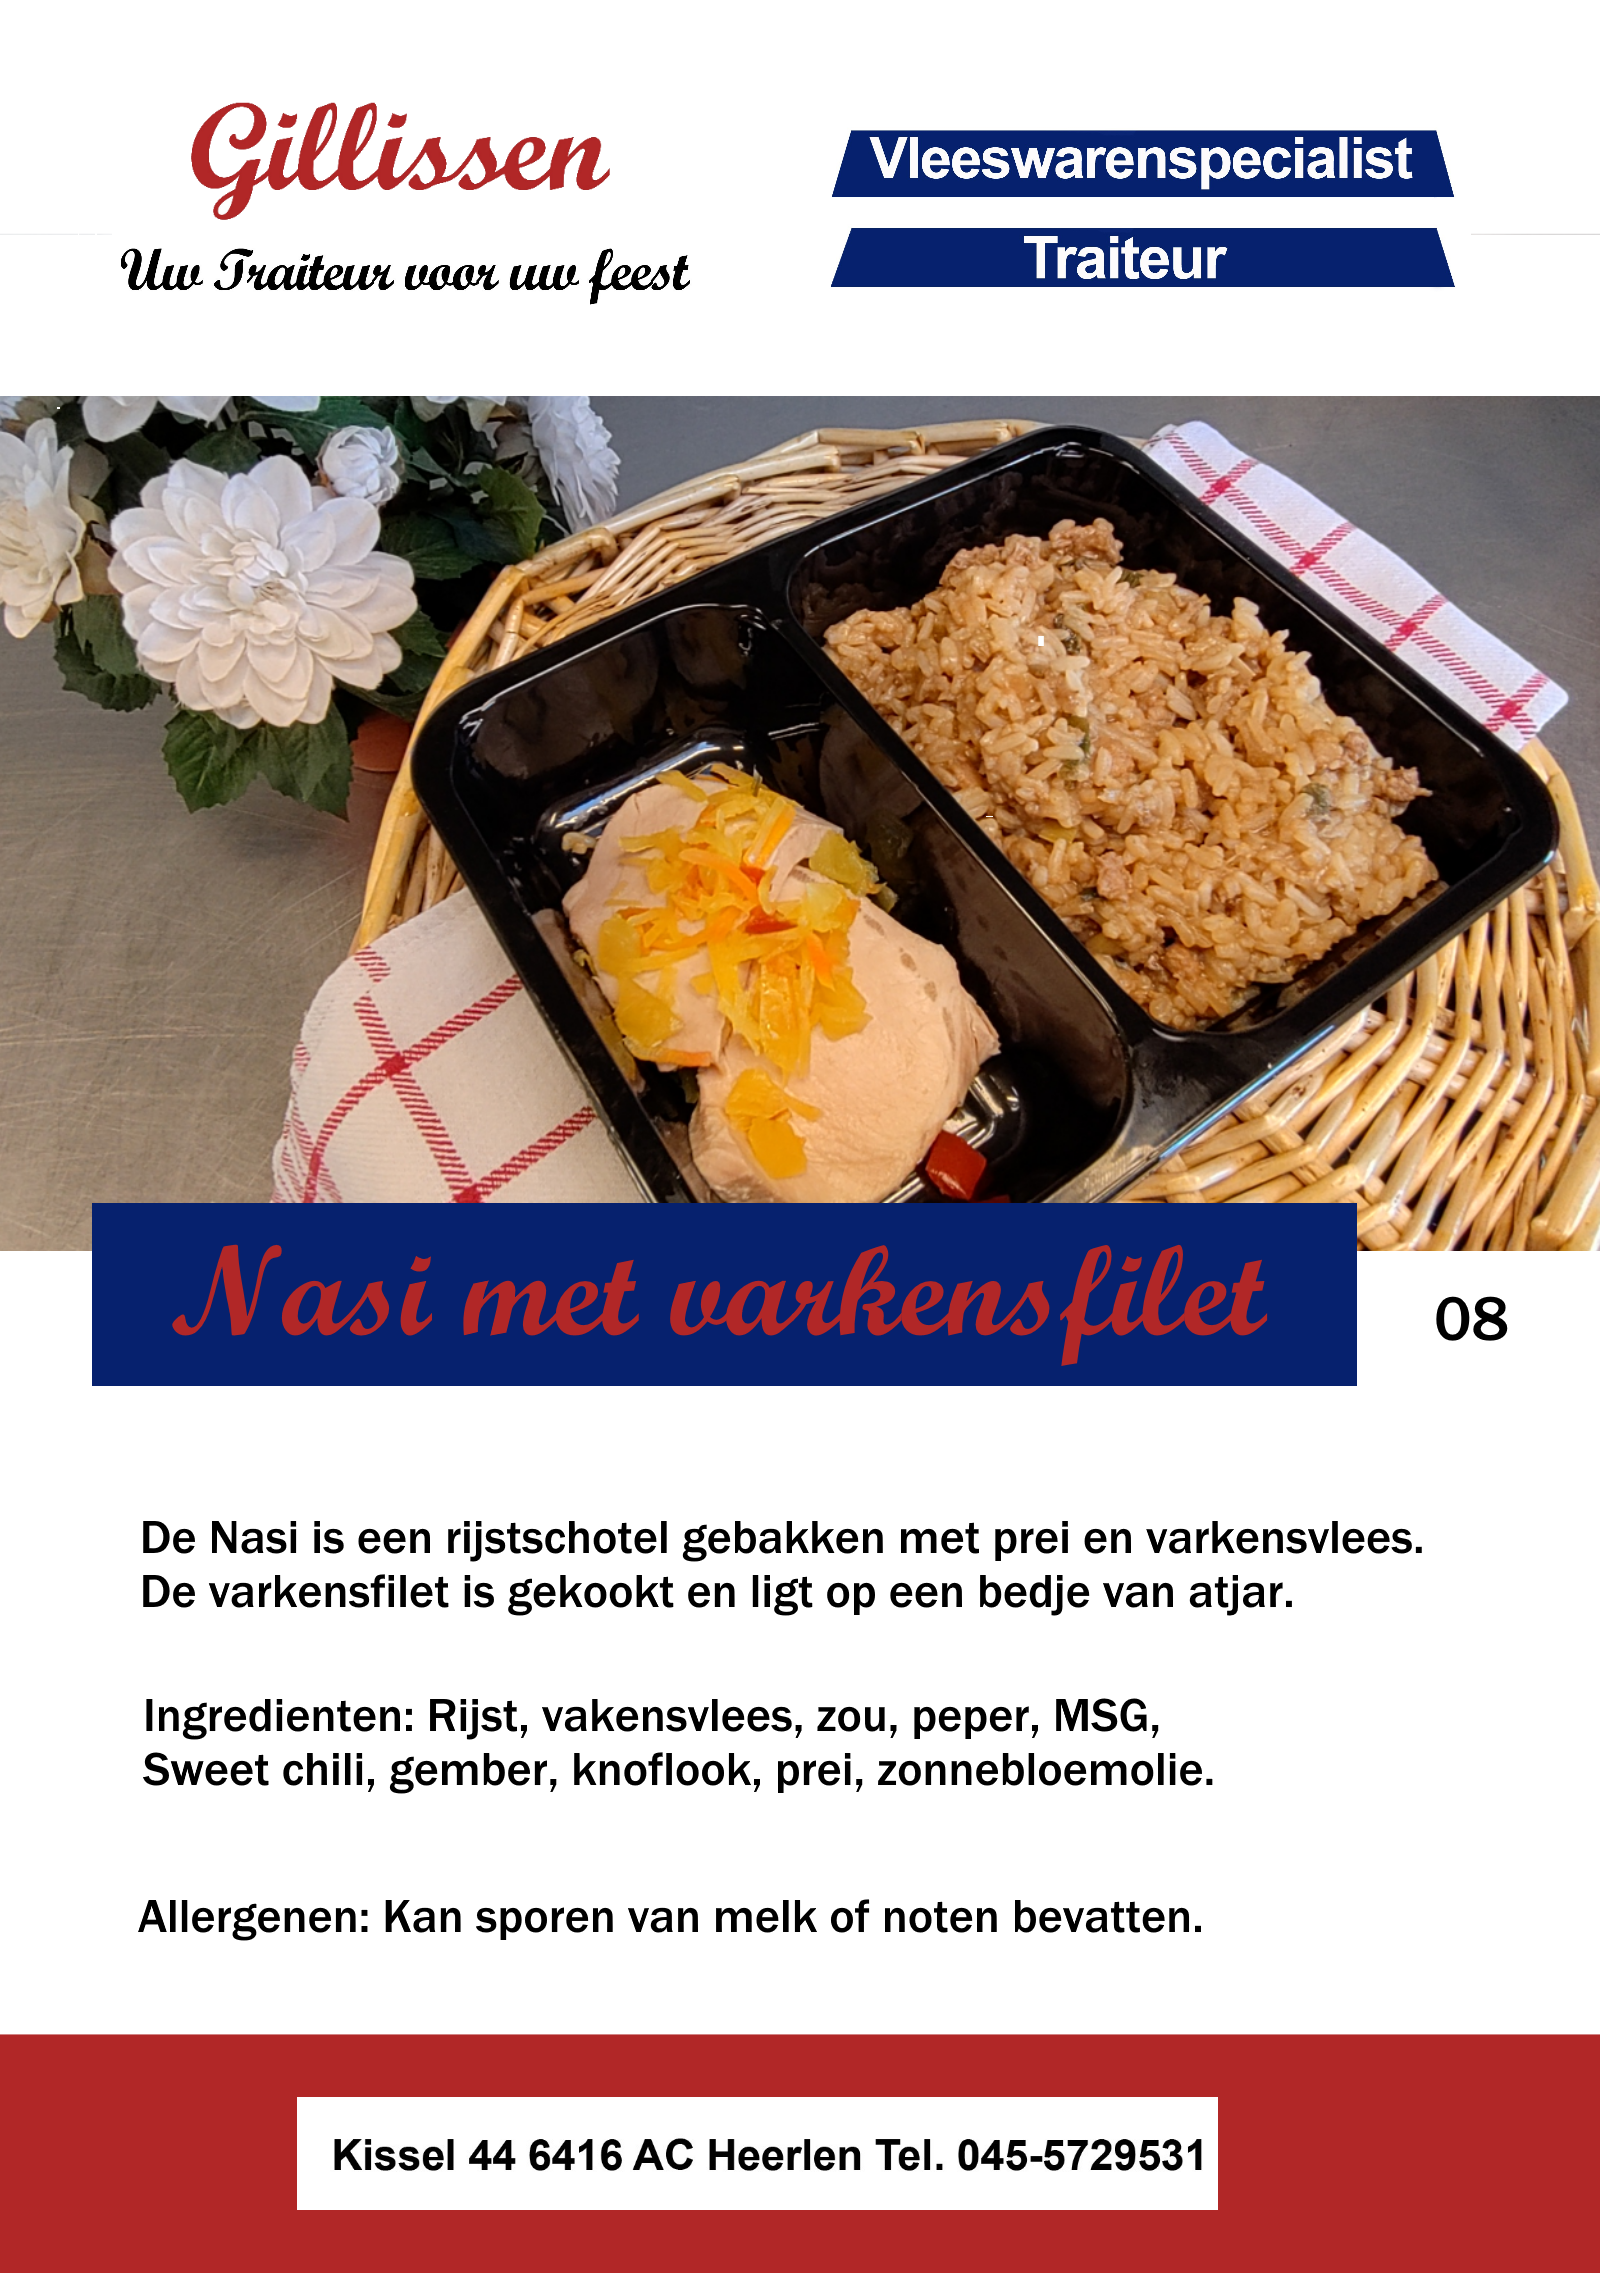 Gillissen
Uw Traiteur voor uw feest
Vleeswarenspecialist
Traiteur
Nasi met varkensfilet
08
De Nasi is een rijstschotel gebakken met prei en varkensvlees.
De varkensfilet is gekookt en ligt op een bedje van atjar.
Ingredienten: Rijst, vakensvlees, zou, peper, MSG,
Sweet chili, gember, knoflook, prei, zonnebloemolie.
Allergenen: Kan sporen van melk of noten bevatten.
Kissel 44 6416 AC Heerlen Tel. 045-5729531